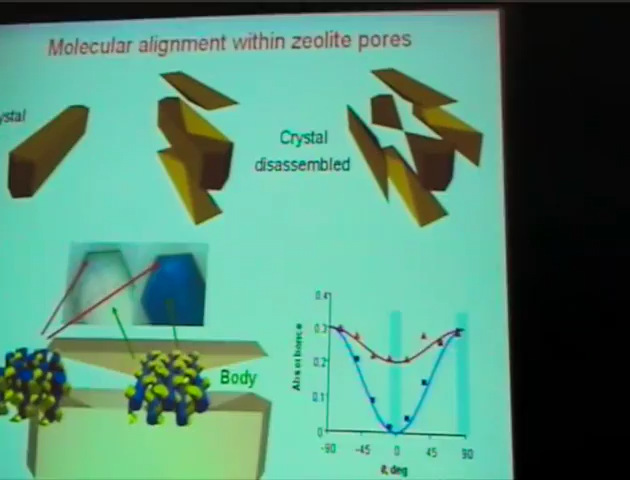 Molecular alignment within zeolite pores
ystal
Crystal
disassembled
Body
Absorbance
0.4
0.3
0.2
0.1
0
-90 -45 0 45 90
θ, deg